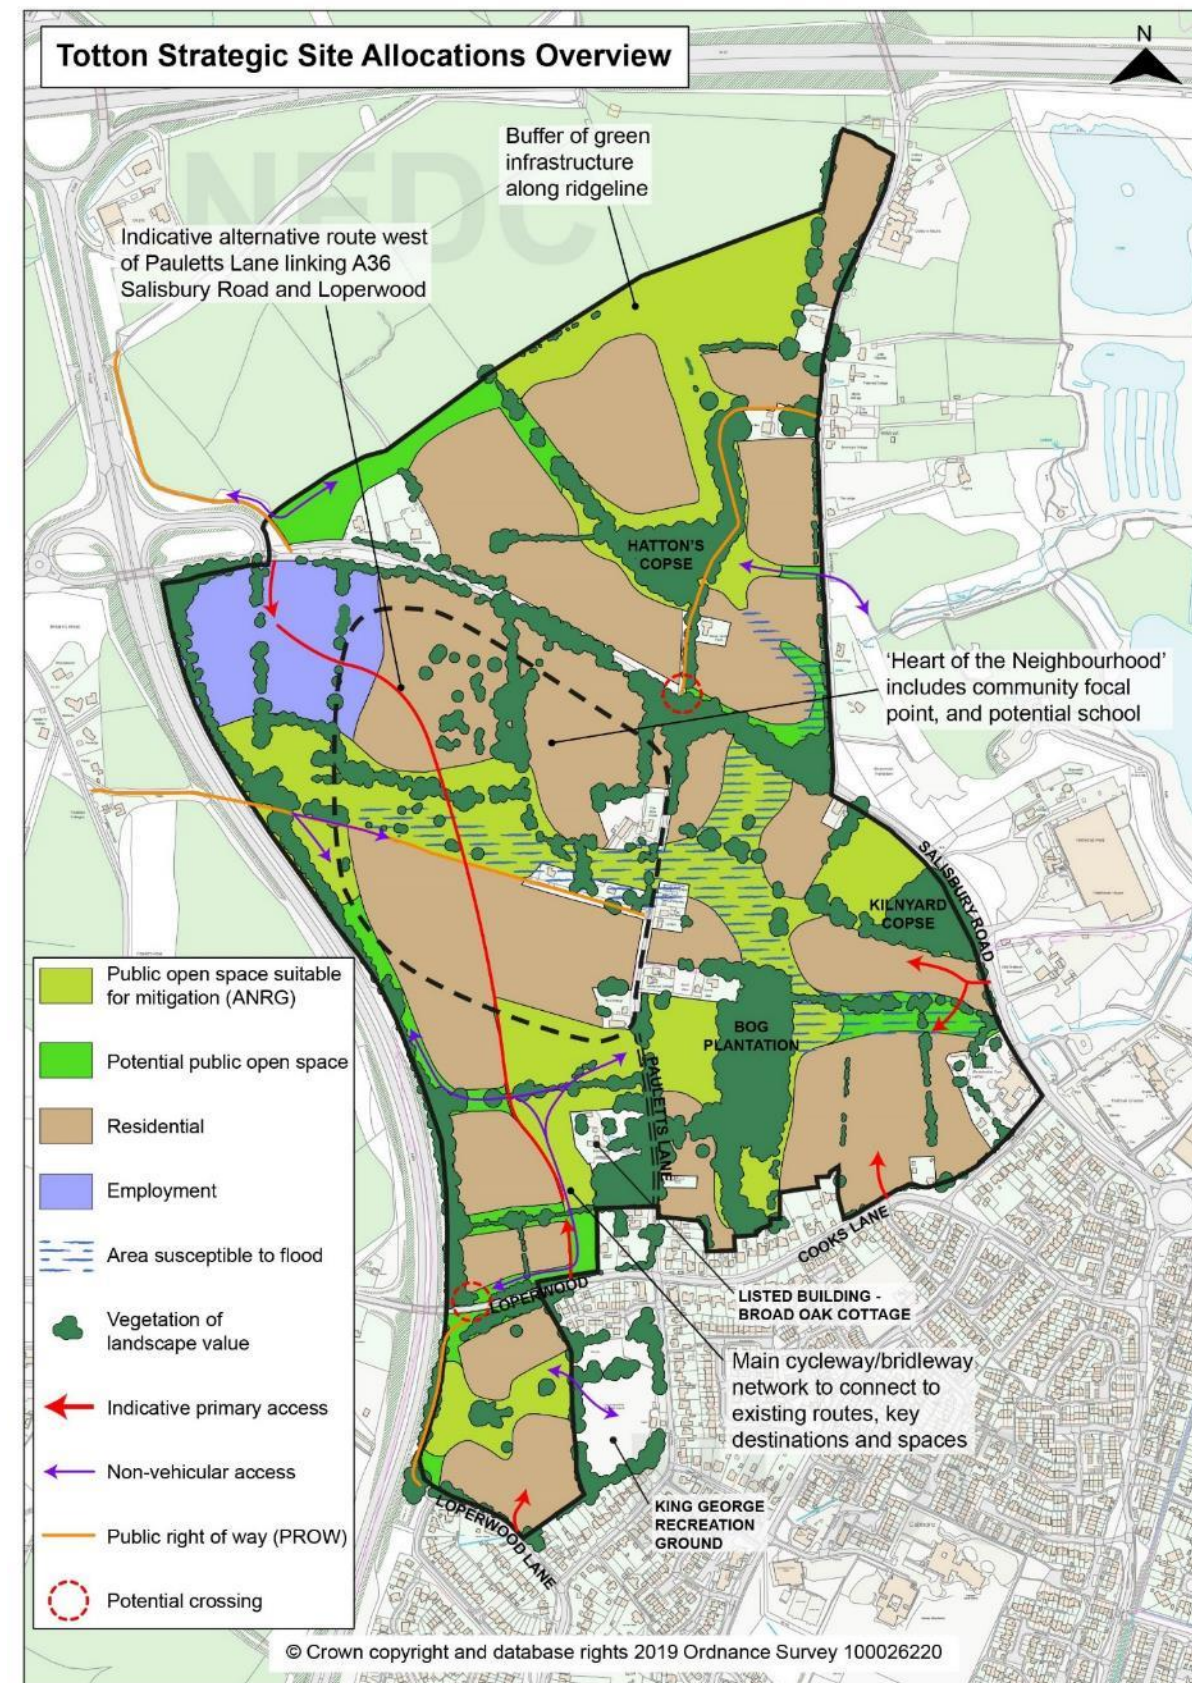 Totton Strategic Site Allocations Overview
N
NFDC
Buffer of green
infrastructure
along ridgeline
Indicative alternative route west
of Pauletts Lane linking A36
Salisbury Road and Loperwood
HATTON'S
COPSE
‘Heart of the Neighbourhood’
includes community focal
point, and potential school
SALISBURY ROAD
KILNYARD
COPSE
BOG
PLANTATION
PAULETTS LANE
COOKS LANE
LOPERWOOD
LISTED BUILDING -
BROAD OAK COTTAGE
Main cycleway/bridleway
network to connect to
existing routes, key
destinations and spaces
KING GEORGE
RECREATION
GROUND
LOPERWOOD LANE
Public open space suitable
for mitigation (ANRG)
Potential public open space
Residential
Employment
Area susceptible to flood
Vegetation of
landscape value
Indicative primary access
Non-vehicular access
Public right of way (PROW)
Potential crossing
© Crown copyright and database rights 2019 Ordnance Survey 100026220